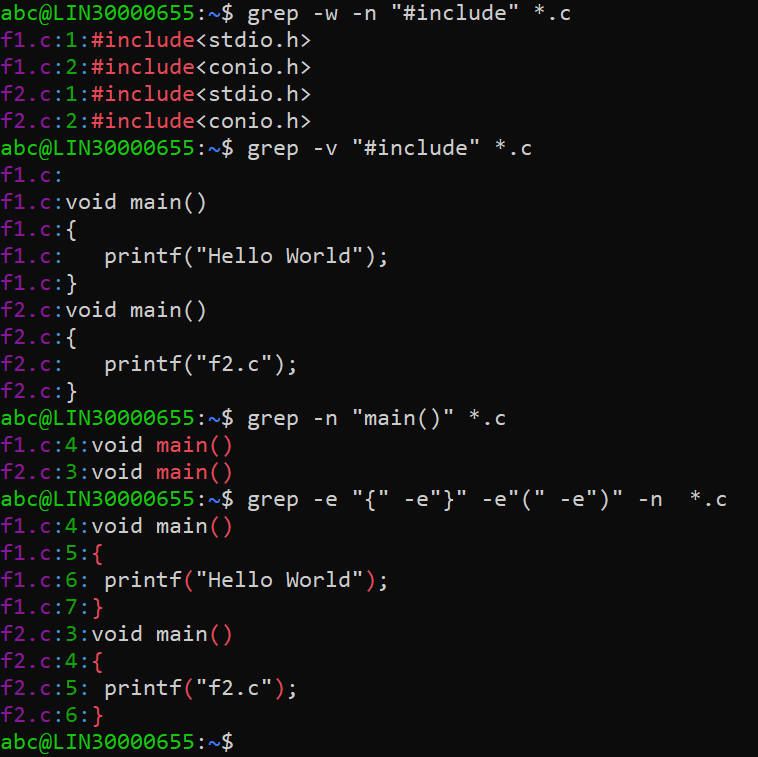 abc@LIN30000655:~$ grep -w -n "#include" *.c
f1.c:1:#include<stdio.h>
f1.c:2:#include<conio.h>
f2.c:1:#include<stdio.h>
f2.c:2:#include<conio.h>
abc@LIN30000655:~$ grep -v "#include" *.c
f1.c:
f1.c:void main()
f1.c:{
f1.c:   printf("Hello World");
f1.c:}
f2.c:void main()
f2.c:{
f2.c:   printf("f2.c");
f2.c:}
abc@LIN30000655:~$ grep -n "main()" *.c
f1.c:4:void main()
f2.c:3:void main()
abc@LIN30000655:~$ grep -e "{" -e"}" -e"(" -e")" -n  *.c
f1.c:4:void main()
f1.c:5:{
f1.c:6: printf("Hello World");
f1.c:7:}
f2.c:3:void main()
f2.c:4:{
f2.c:5: printf("f2.c");
f2.c:6:}
abc@LIN30000655:~$